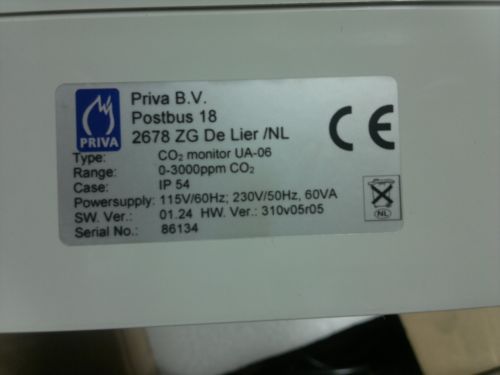 Priva B.V.
Postbus 18
2678 ZG De Lier /NL
PRIVA
CE
Type: CO₂ monitor UA-06
Range: 0-3000ppm CO₂
Case: IP 54
Powersupply: 115V/60Hz; 230V/50Hz, 60VA
SW. Ver.: 01.24 HW. Ver.: 310v05r05
Serial No.: 86134
NL